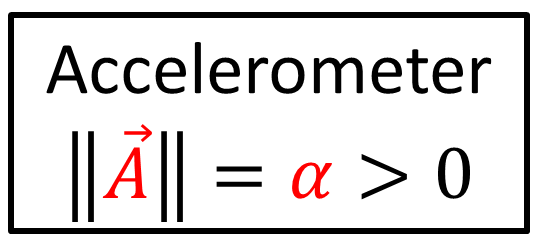 Accelerometer
‖A⃗‖ = α > 0